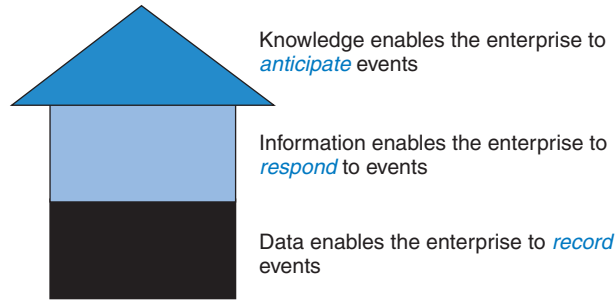 Knowledge enables the enterprise to
anticipate events
Information enables the enterprise to
respond to events
Data enables the enterprise to record
events